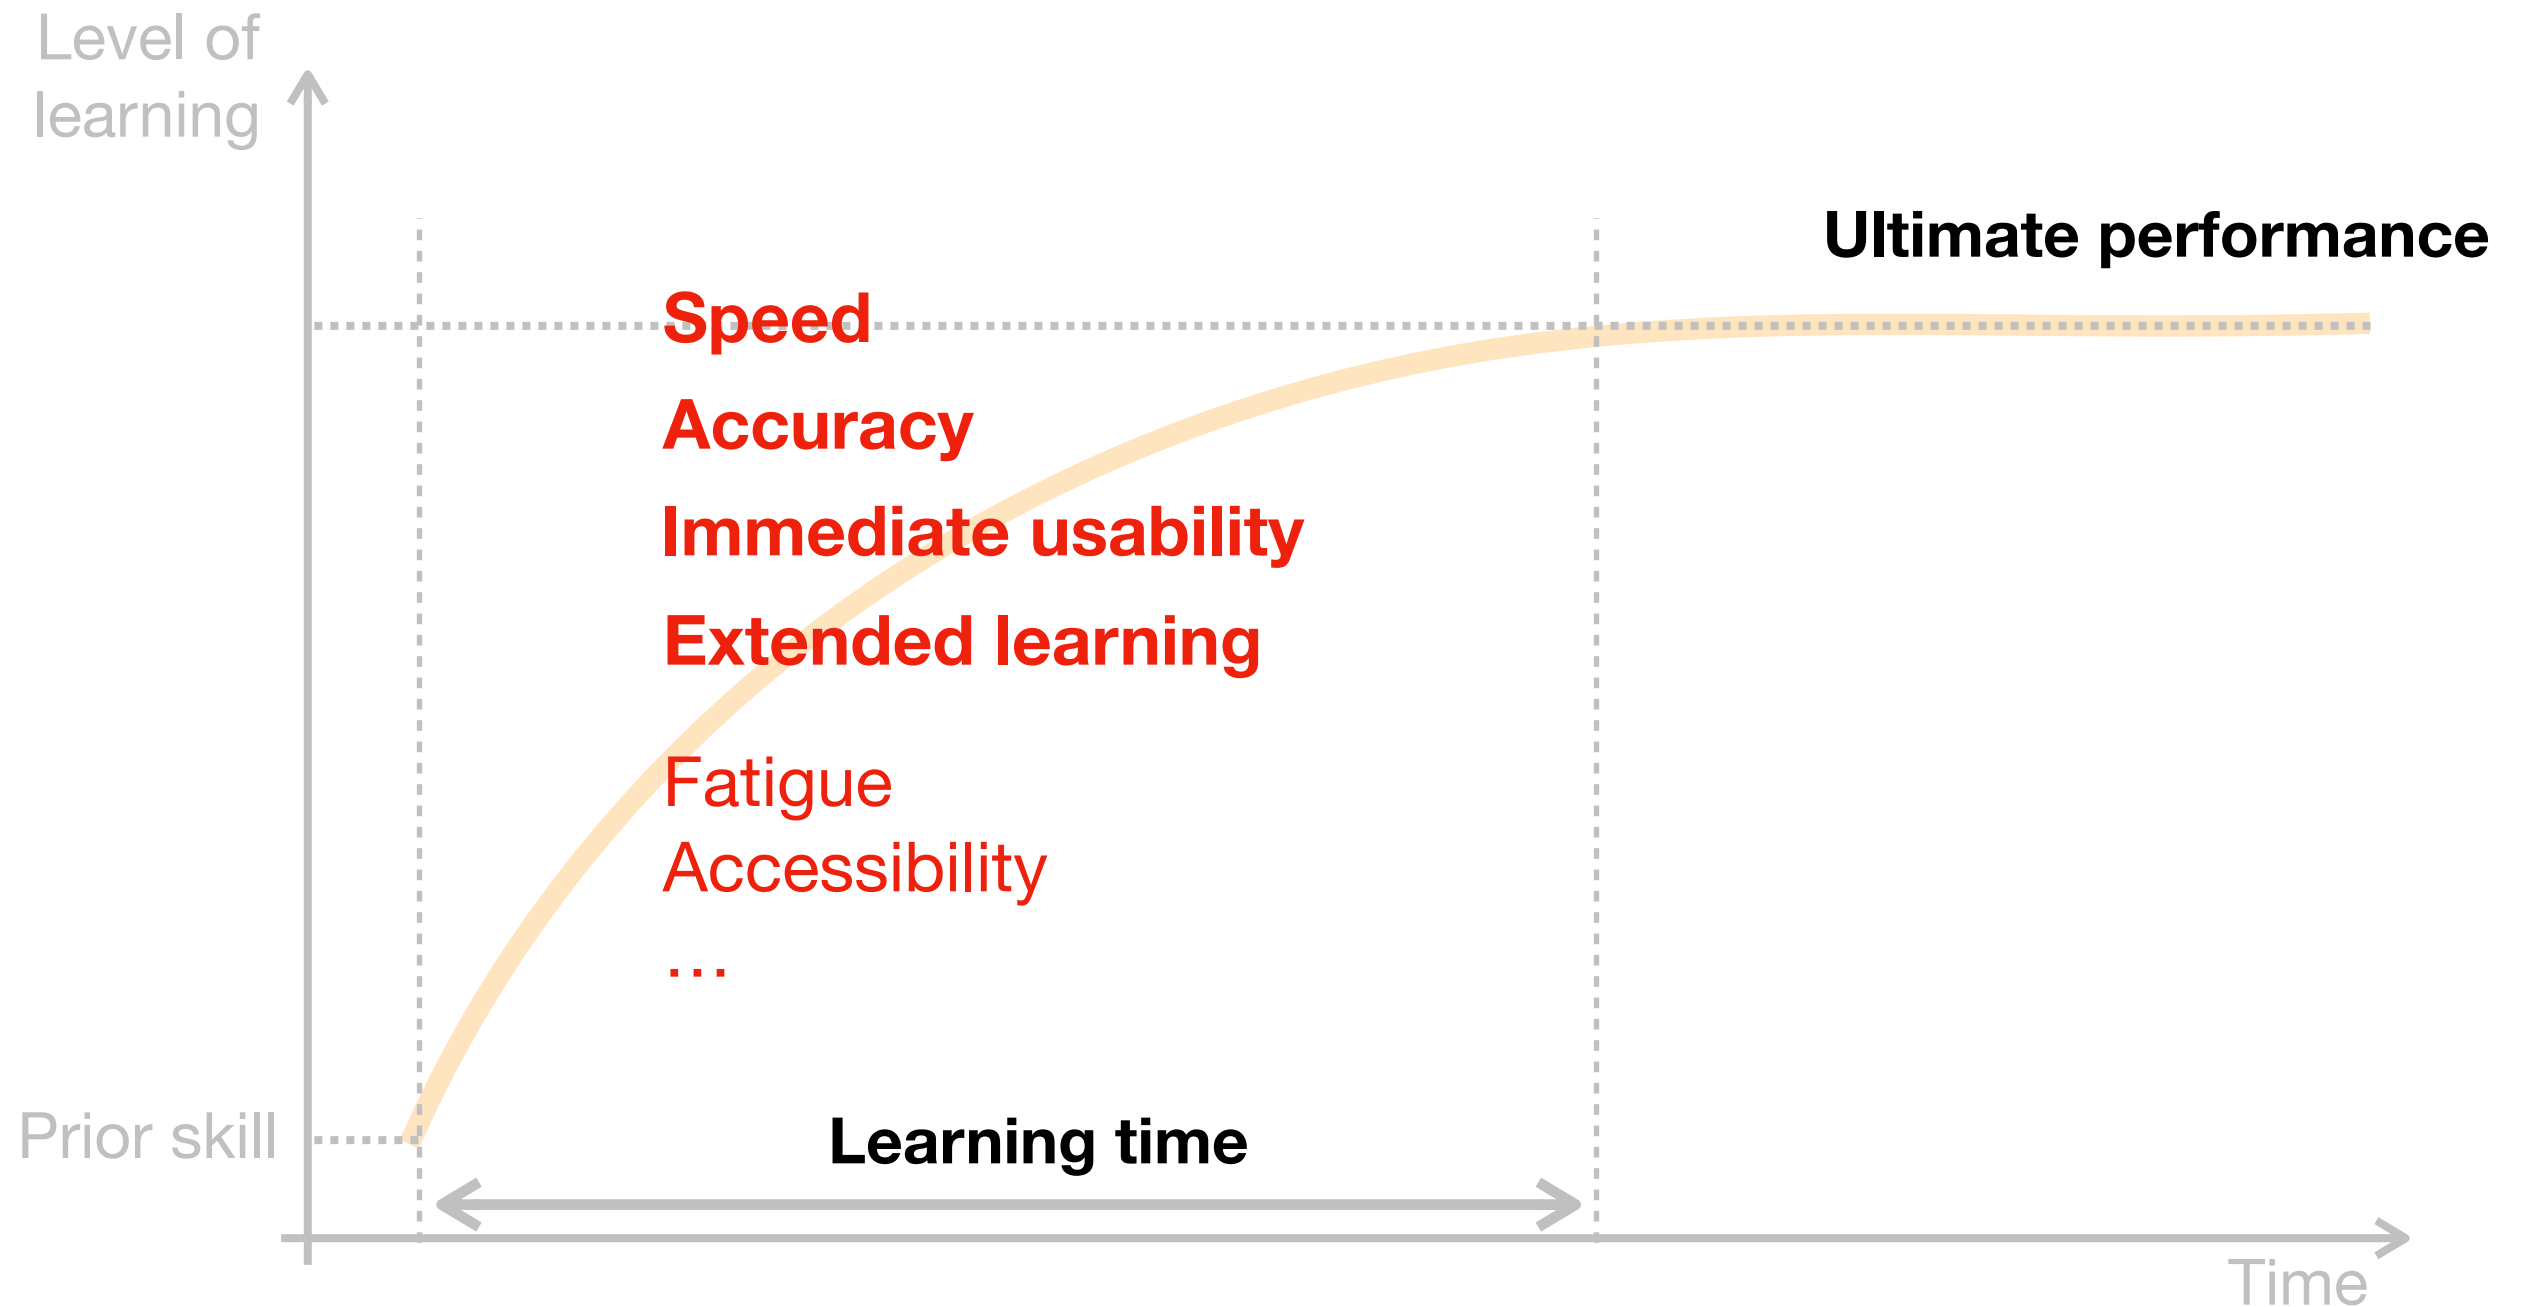 Level of
learning
Ultimate performance
Speed
Accuracy
Immediate usability
Extended learning
Fatigue
Accessibility
…
Prior skill
Learning time
Time